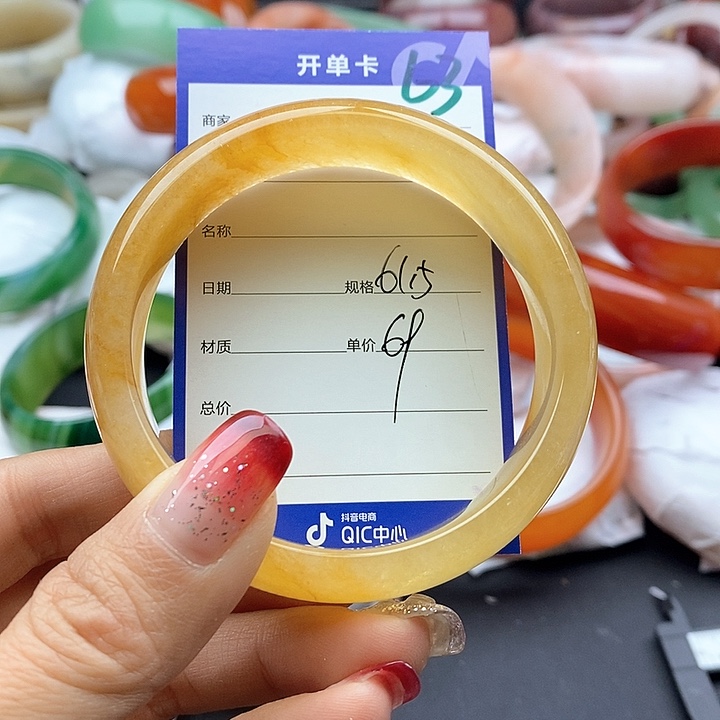 开单卡
63
商家
名称
日期 规格 61.5
材质 单价 69
总价
抖音电商
QIC中心